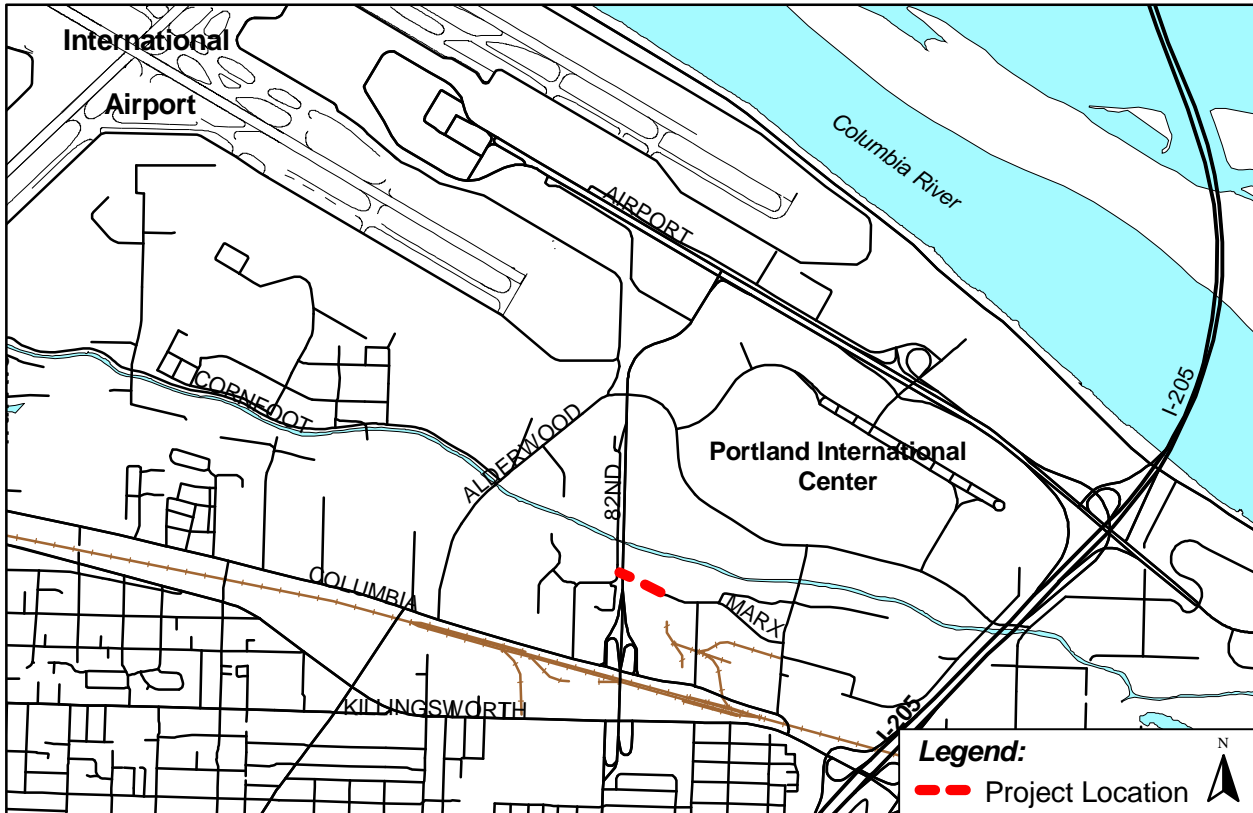 International
Airport
Columbia River
AIRPORT
I-205
CORNFOOT
ALDERWOOD
Portland International
Center
82ND
COLUMBIA
MARX
KILLINGSWORTH
I-205
Legend:
N
Project Location